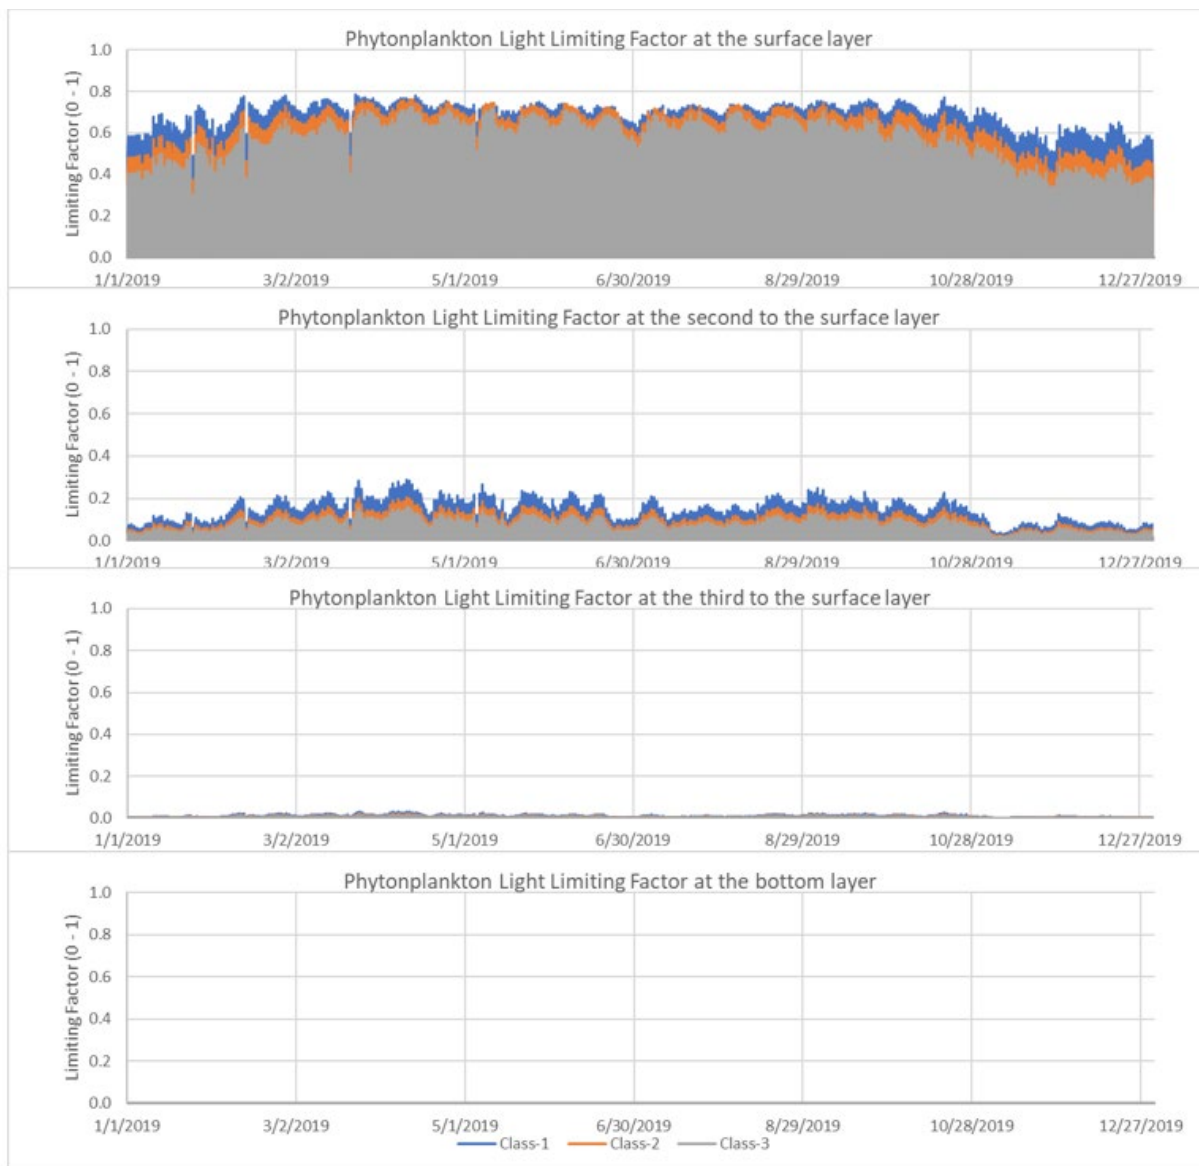 Phytonplankton Light Limiting Factor at the surface layer
Limiting Factor (0 - 1)
1.0
0.8
0.6
0.4
0.2
0.0
1/1/2019 3/2/2019 5/1/2019 6/30/2019 8/29/2019 10/28/2019 12/27/2019
Phytonplankton Light Limiting Factor at the second to the surface layer
Limiting Factor (0 - 1)
1.0
0.8
0.6
0.4
0.2
0.0
1/1/2019 3/2/2019 5/1/2019 6/30/2019 8/29/2019 10/28/2019 12/27/2019
Phytonplankton Light Limiting Factor at the third to the surface layer
Limiting Factor (0 - 1)
1.0
0.8
0.6
0.4
0.2
0.0
1/1/2019 3/2/2019 5/1/2019 6/30/2019 8/29/2019 10/28/2019 12/27/2019
Phytonplankton Light Limiting Factor at the bottom layer
Limiting Factor (0 - 1)
1.0
0.8
0.6
0.4
0.2
0.0
1/1/2019 3/2/2019 5/1/2019 6/30/2019 8/29/2019 10/28/2019 12/27/2019
Class-1 Class-2 Class-3